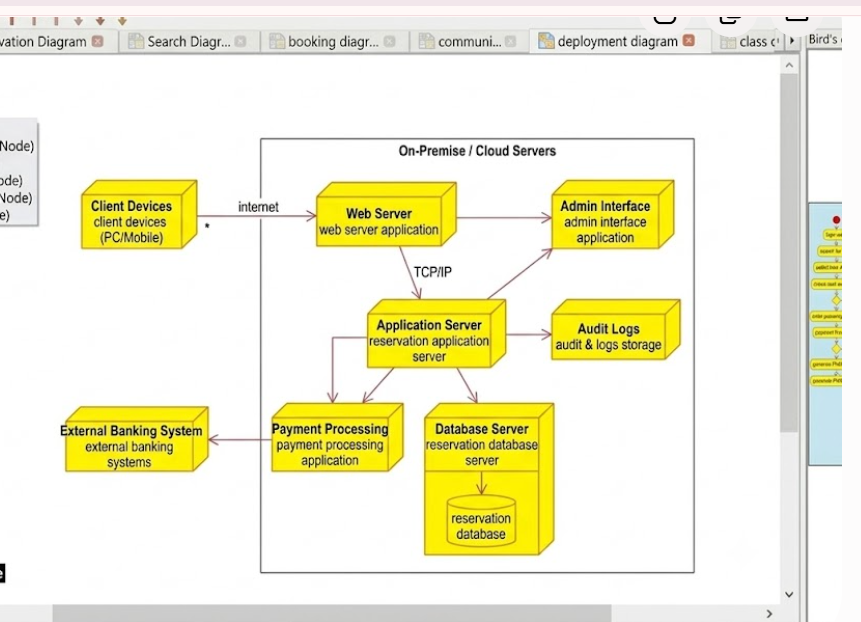 vation Diagram
Search Diagr...
booking diagr...
communi...
deployment diagram
class c
Bird's
Node)
ode)
Node)
e)
On-Premise / Cloud Servers
Client Devices
client devices
(PC/Mobile)
internet
*
Web Server
web server application
Admin Interface
admin interface
application
TCP/IP
Application Server
reservation application
server
Audit Logs
audit & logs storage
External Banking System
external banking
systems
Payment Processing
payment processing
application
Database Server
reservation database
server
reservation
database
e